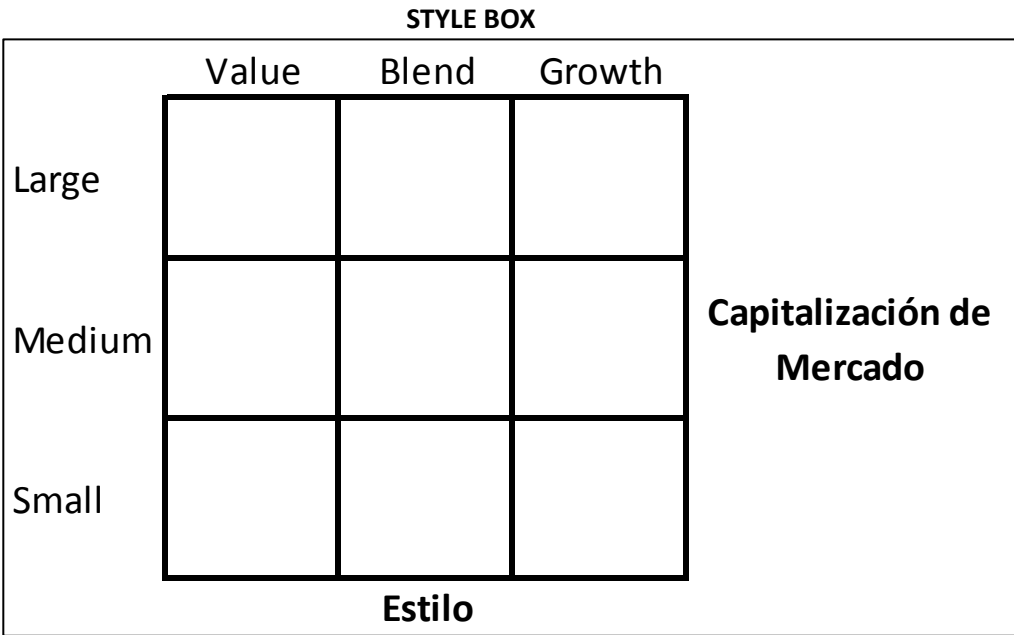 STYLE BOX
Value Blend Growth
Large
Medium
Capitalización de
Mercado
Small
Estilo